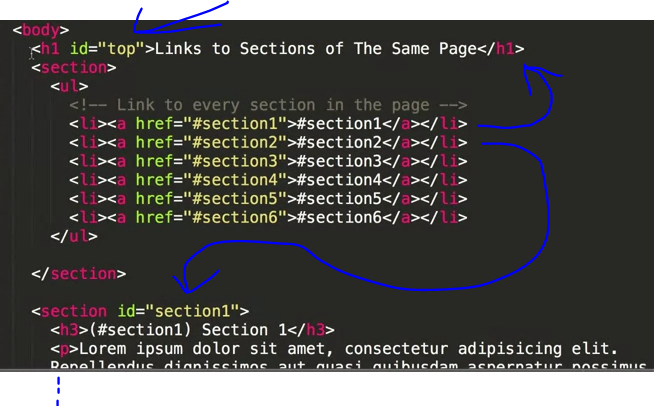 <body>
<h1 id="top">Links to Sections of The Same Page</h1>
<section>
<ul>
<!-- Link to every section in the page -->
<li><a href="#section1">#section1</a></li>
<li><a href="#section2">#section2</a></li>
<li><a href="#section3">#section3</a></li>
<li><a href="#section4">#section4</a></li>
<li><a href="#section5">#section5</a></li>
<li><a href="#section6">#section6</a></li>
</ul>
</section>
<section id="section1">
<h3>(#section1) Section 1</h3>
<p>Lorem ipsum dolor sit amet, consectetur adipisicing elit.
Repellendus dignissimos aut quasi quibusdam aspernatur possimus